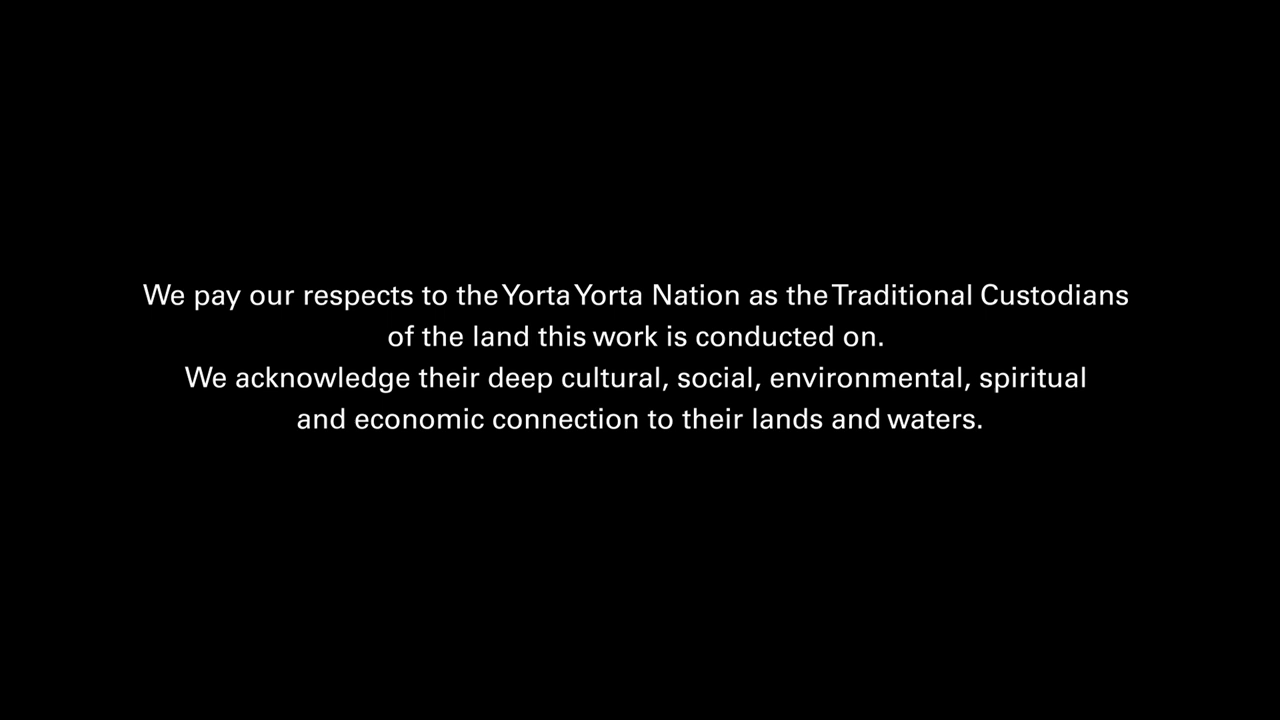 We pay our respects to the Yorta Yorta Nation as the Traditional Custodians
of the land this work is conducted on.
We acknowledge their deep cultural, social, environmental, spiritual
and economic connection to their lands and waters.